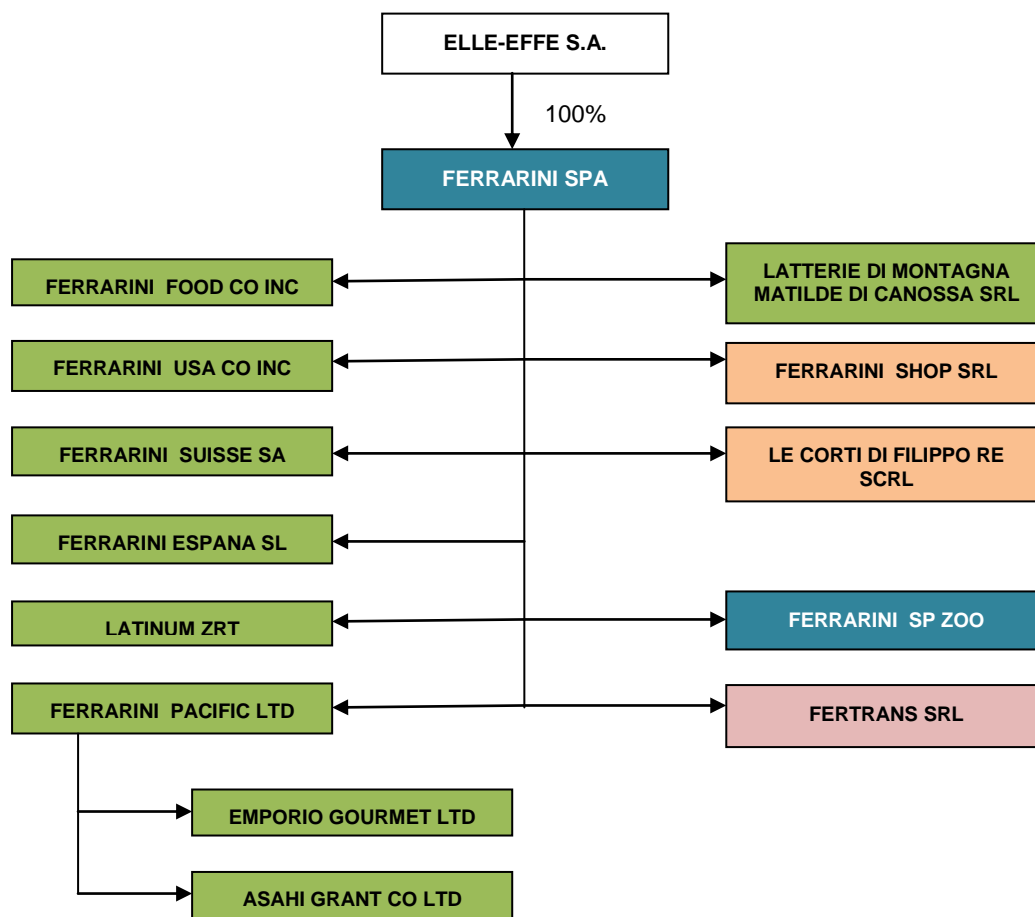 ELLE-EFFE S.A.
100%
FERRARINI SPA
FERRARINI FOOD CO INC
LATTERIE DI MONTAGNA
MATILDE DI CANOSSA SRL
FERRARINI USA CO INC
FERRARINI SHOP SRL
FERRARINI SUISSE SA
LE CORTI DI FILIPPO RE
SCRL
FERRARINI ESPANA SL
LATINUM ZRT
FERRARINI SP ZOO
FERRARINI PACIFIC LTD
FERTRANS SRL
EMPORIO GOURMET LTD
ASAHI GRANT CO LTD